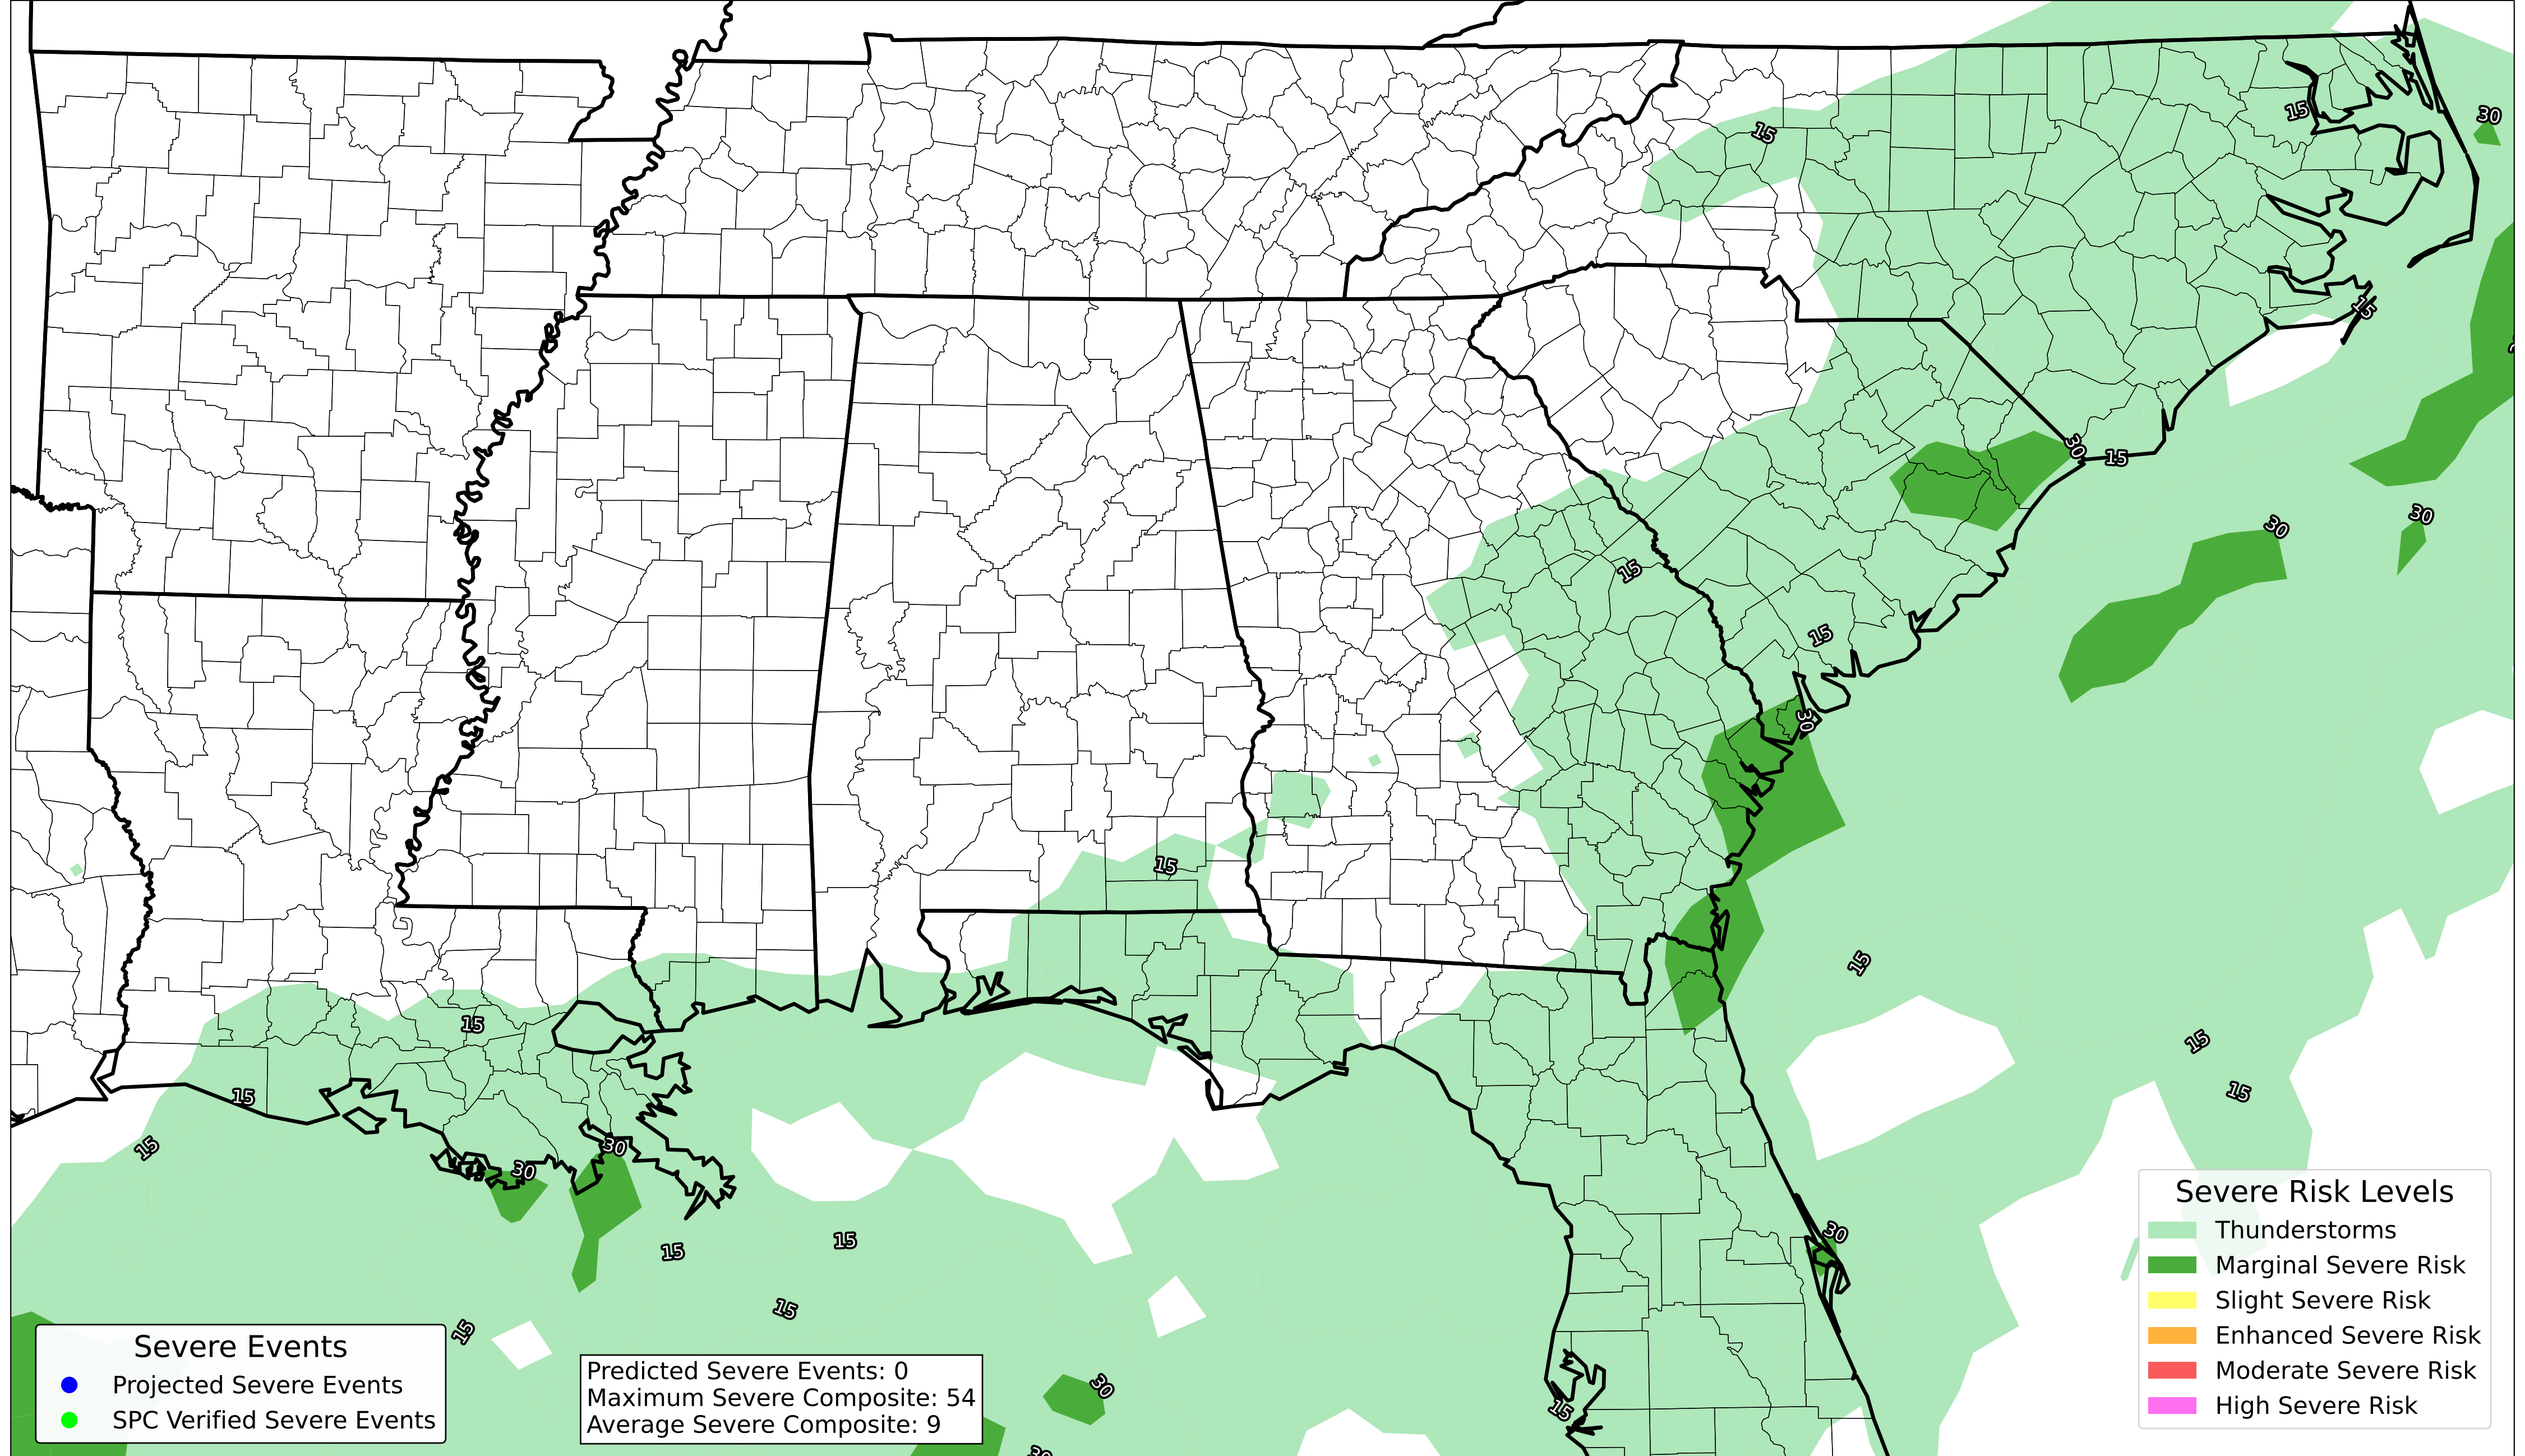 30
15
15
15
30
15
30
30
15
15
30
15
15
15
15
15
15
15
30
30
15
15
30
15
15
30
15
30
Severe Risk Levels
Thunderstorms
Marginal Severe Risk
Slight Severe Risk
Enhanced Severe Risk
Moderate Severe Risk
High Severe Risk
Severe Events
Projected Severe Events
SPC Verified Severe Events
Predicted Severe Events: 0
Maximum Severe Composite: 54
Average Severe Composite: 9